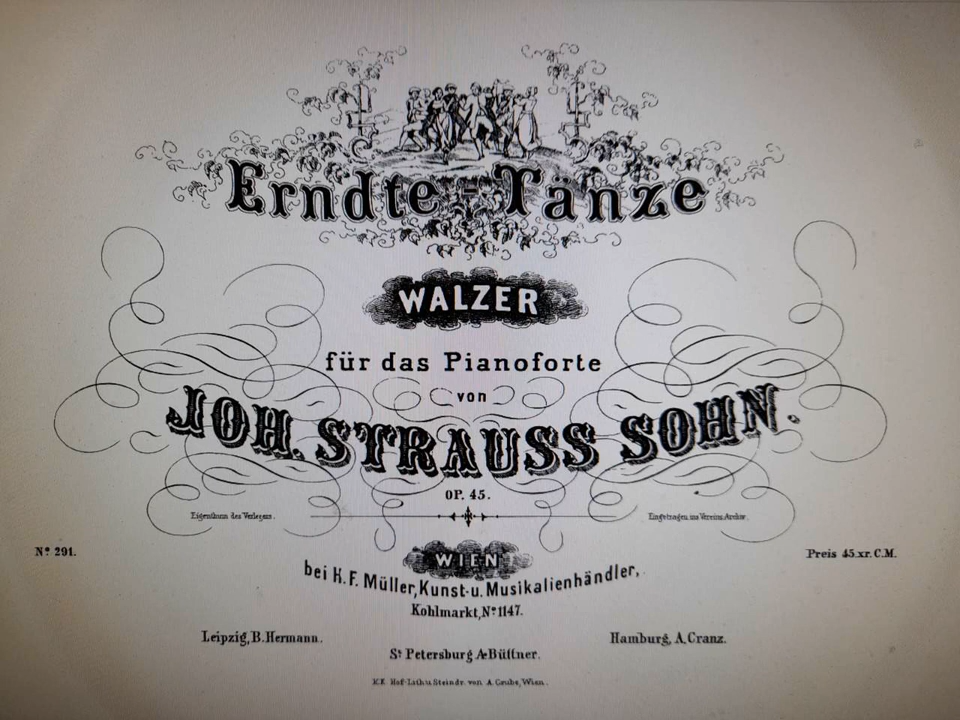 Erndte-Tänze
WALZER
für das Pianoforte
von
JOH. STRAUSS SOHN.
OP. 45.
Eigenthum des Verlegers.
Eingetragen ins Vereins Archiv.
Nº 291.
WIEN
Preis 45.xr. C.M.
bei H. F. Müller, Kunst- u. Musikalienhändler,
Kohlmarkt, Nº 1147.
Leipzig, B. Hermann.
Hamburg, A. Cranz.
St Petersburg A. Büttner.
K.K. Hof-Lith u Steindr. von A. Grube, Wien.